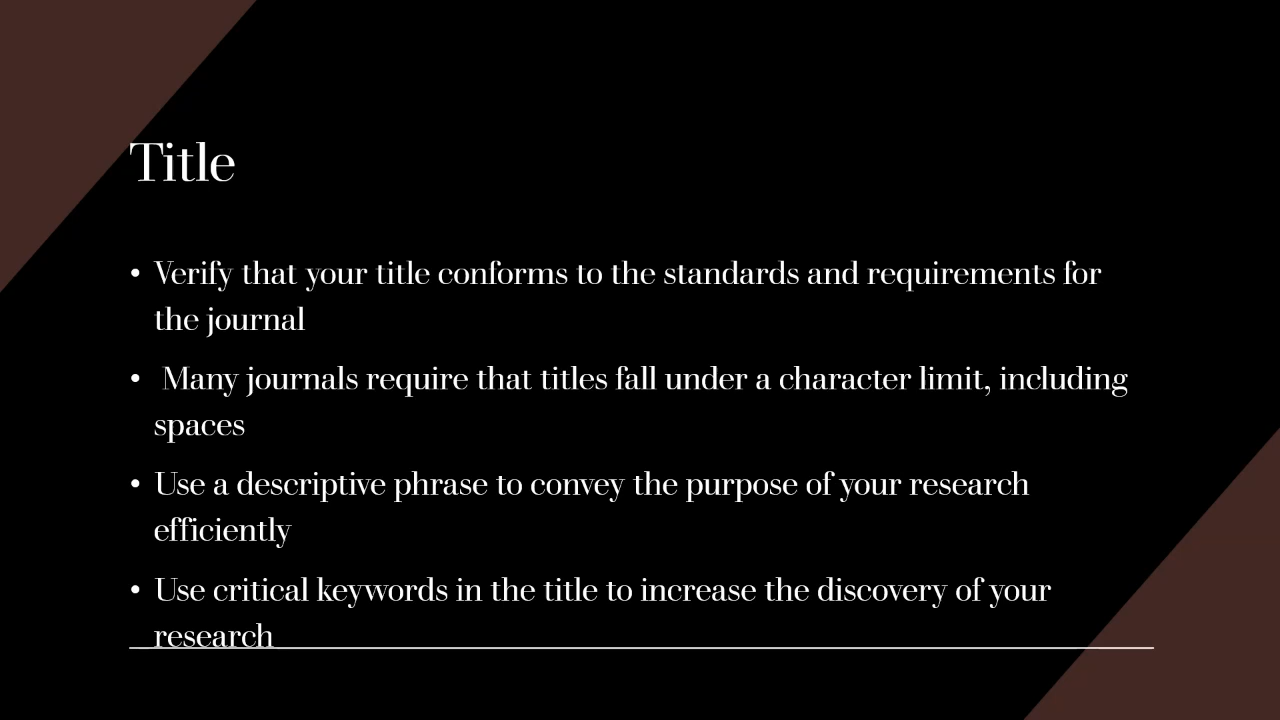 Title
• Verify that your title conforms to the standards and requirements for
the journal
• Many journals require that titles fall under a character limit, including
spaces
• Use a descriptive phrase to convey the purpose of your research
efficiently
• Use critical keywords in the title to increase the discovery of your
research